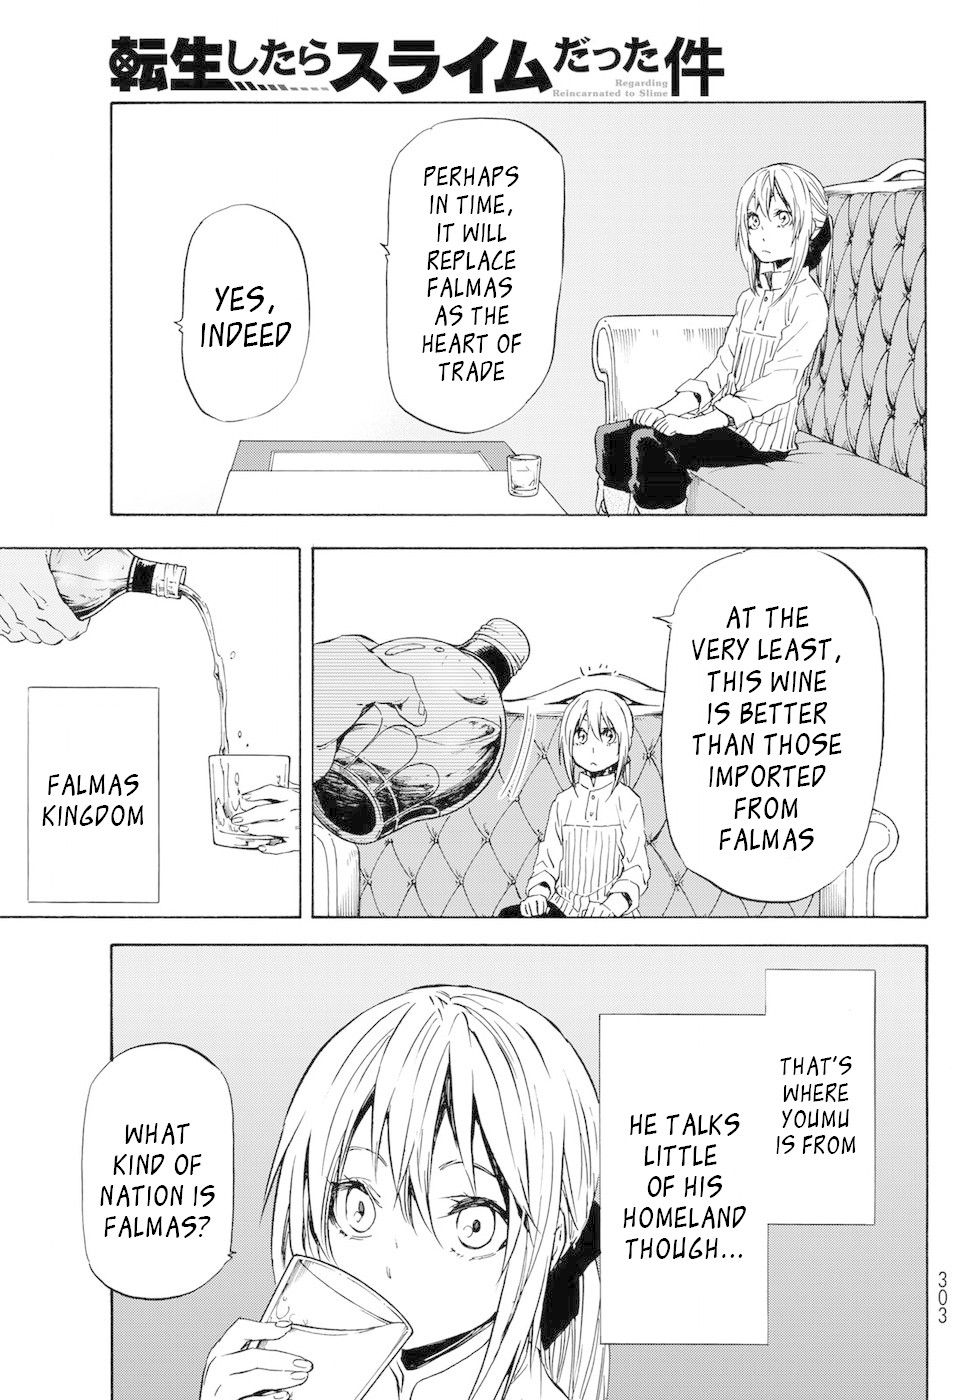 転生したらスライムだった件
Regarding
Reincarnated to Slime
PERHAPS
IN TIME,
IT WILL
REPLACE
FALMAS
AS THE
HEART OF
TRADE
YES,
INDEED
AT THE
VERY LEAST,
THIS WINE
IS BETTER
THAN THOSE
IMPORTED
FROM
FALMAS
FALMAS
KINGDOM
THAT'S
WHERE
YOUMU
IS FROM
HE TALKS
LITTLE
OF HIS
HOMELAND
THOUGH...
WHAT
KIND OF
NATION IS
FALMAS?
303